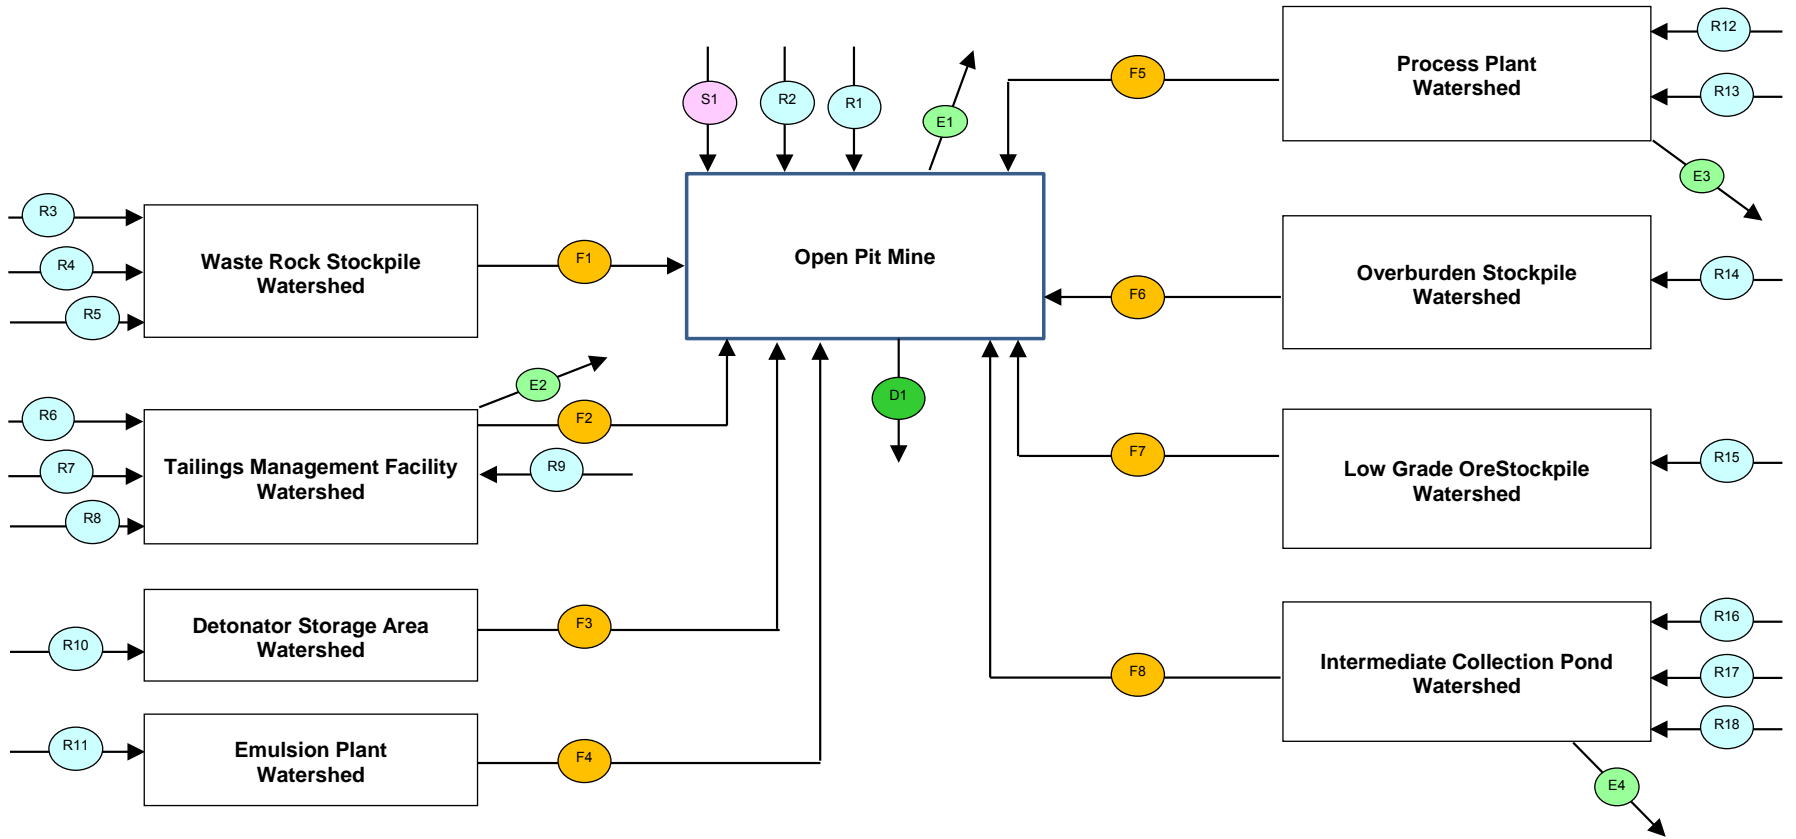 R12
Process Plant
Watershed
F5
R13
S1
R2
R1
E1
E3
R3
R4
R5
Waste Rock Stockpile
Watershed
F1
Open Pit Mine
F6
Overburden Stockpile
Watershed
R14
E2
D1
R6
R7
R8
F2
R9
Tailings Management Facility
Watershed
F7
Low Grade OreStockpile
Watershed
R15
R10
Detonator Storage Area
Watershed
F3
F8
Intermediate Collection Pond
Watershed
R16
R17
R18
R11
Emulsion Plant
Watershed
F4
E4